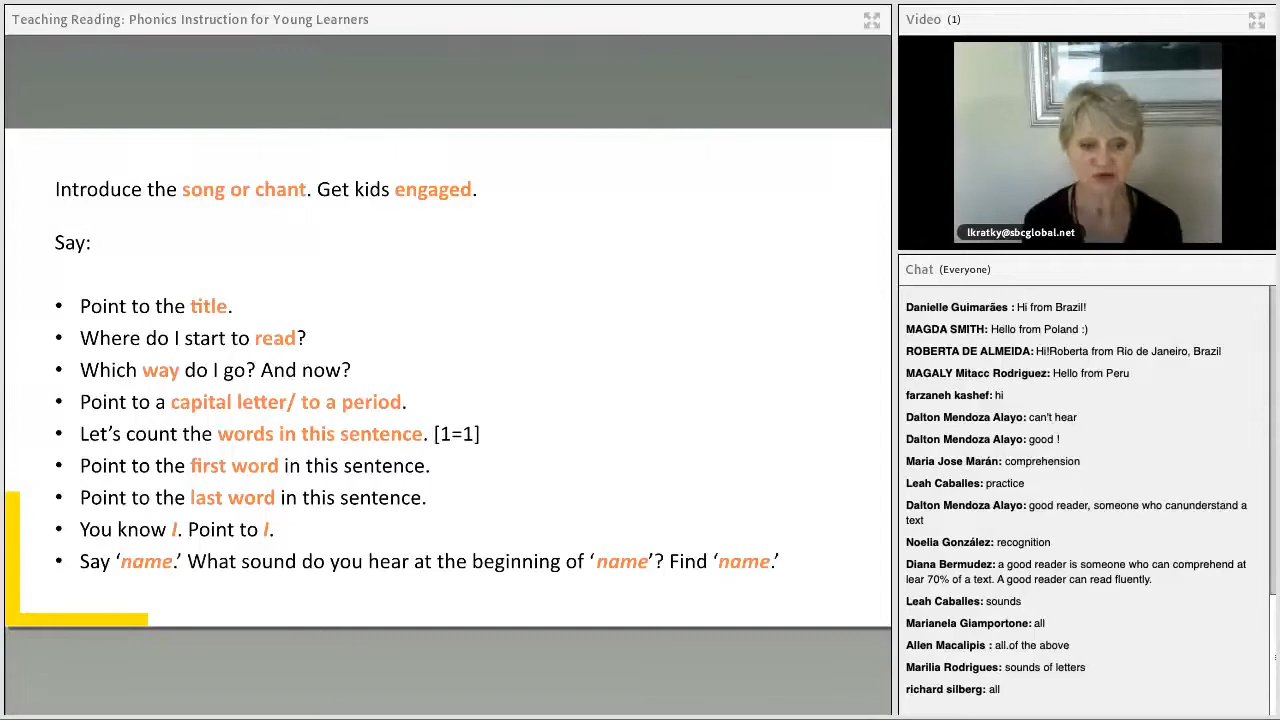 Teaching Reading: Phonics Instruction for Young Learners
Introduce the song or chant. Get kids engaged.
Say:
• Point to the title.
• Where do I start to read?
• Which way do I go? And now?
• Point to a capital letter/ to a period.
• Let’s count the words in this sentence. [1=1]
• Point to the first word in this sentence.
• Point to the last word in this sentence.
• You know I. Point to I.
• Say ‘name.’ What sound do you hear at the beginning of ‘name’? Find ‘name.’
Video (1)
lkratky@sbcglobal.net
Chat (Everyone)
Danielle Guimarães : Hi from Brazil!
MAGDA SMITH: Hello from Poland :)
ROBERTA DE ALMEIDA: Hi!Roberta from Rio de Janeiro, Brazil
MAGALY Mitacc Rodriguez: Hello from Peru
farzaneh kashef: hi
Dalton Mendoza Alayo: can't hear
Dalton Mendoza Alayo: good !
Maria Jose Marán: comprehension
Leah Caballes: practice
Dalton Mendoza Alayo: good reader, someone who canunderstand a
text
Noelia González: recognition
Diana Bermudez: a good reader is someone who can comprehend at
lear 70% of a text. A good reader can read fluently.
Leah Caballes: sounds
Marianela Giamportone: all
Allen Macalipis : all.of the above
Marilia Rodrigues: sounds of letters
richard silberg: all